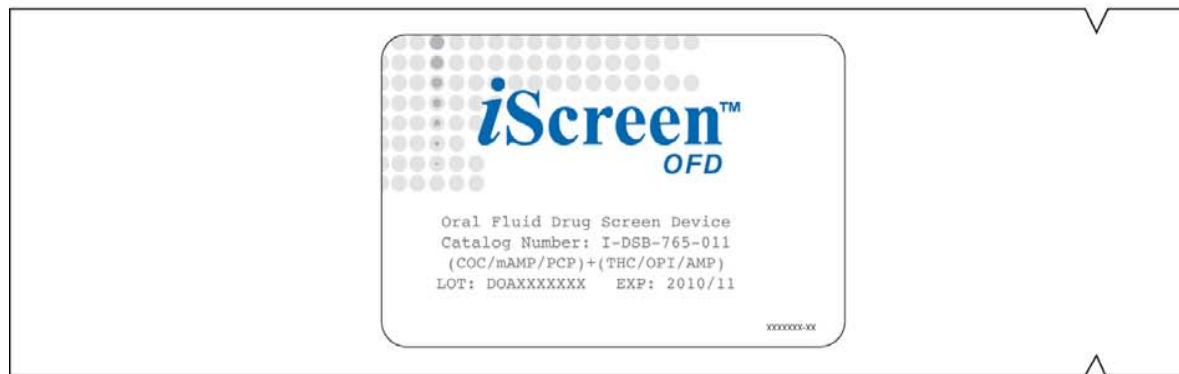 iScreen™
OFD
Oral Fluid Drug Screen Device
Catalog Number: I-DSB-765-011
(COC/mAMP/PCP)+(THC/OPI/AMP)
LOT: DOAXXXXXXX EXP: 2010/11
XXXXXXX-XX